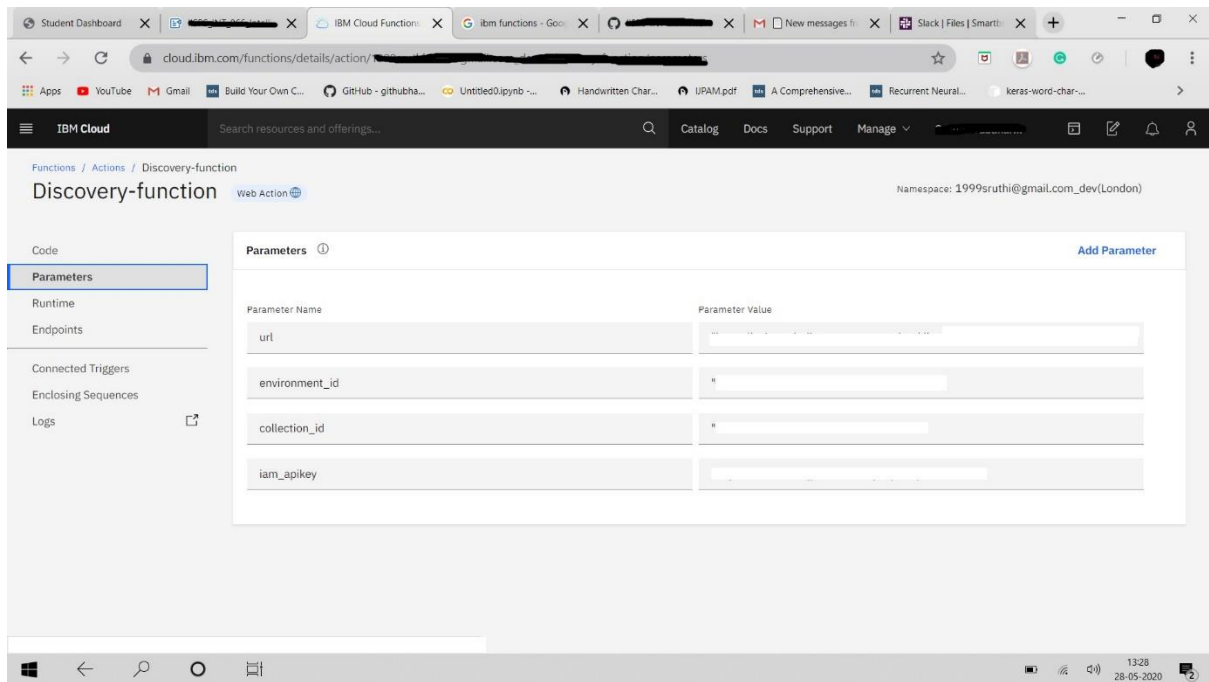 Student Dashboard
IBM Cloud Function
ibm functions - Goo
New messages fr
Slack | Files | Smartb
cloud.ibm.com/functions/details/action/
Apps YouTube Gmail Build Your Own C... GitHub - githubha... Untitled0.ipynb -... Handwritten Char... UPAM.pdf A Comprehensive... Recurrent Neural... keras-word-char-...
IBM Cloud Search resources and offerings... Catalog Docs Support Manage
Functions / Actions / Discovery-function
Discovery-function Web Action Namespace: 1999sruthi@gmail.com_dev(London)
Code
Parameters
Runtime
Endpoints
Connected Triggers
Enclosing Sequences
Logs
Parameters Add Parameter
Parameter Name Parameter Value
url
environment_id "
collection_id "
iam_apikey
13:28
28-05-2020
2